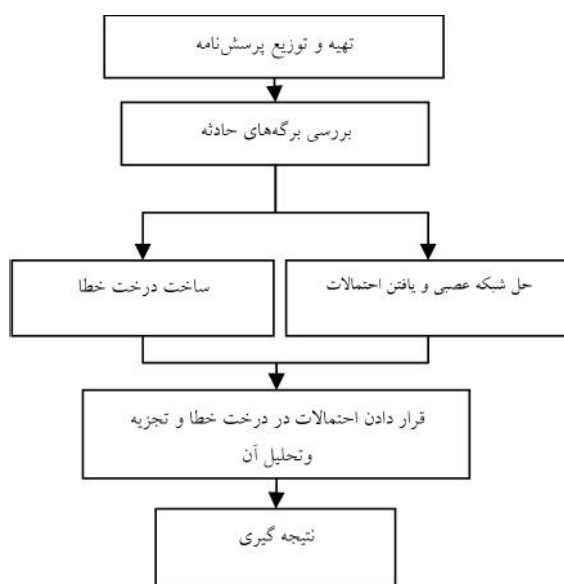 تهیه و توزیع پرسش‌نامه
بررسی برگه‌های حادثه
حل شبکه عصبی و یافتن احتمالات
ساخت درخت خطا
قرار دادن احتمالات در درخت خطا و تجزیه
وتحلیل آن
نتیجه گیری